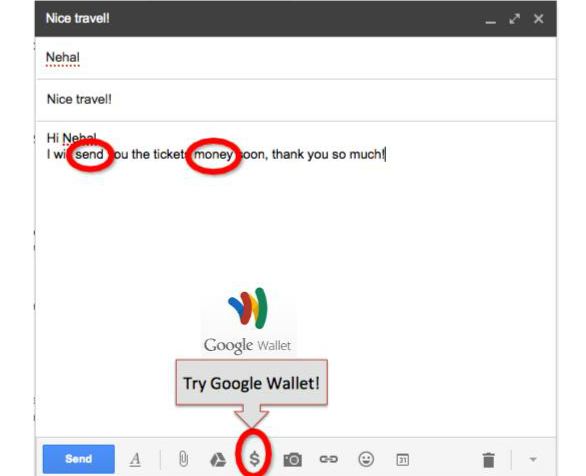 Nice travel!
Nehal
Nice travel!
Hi Nehal
I will send you the tickets money soon, thank you so much!
Google Wallet
Try Google Wallet!
Send A $ 31